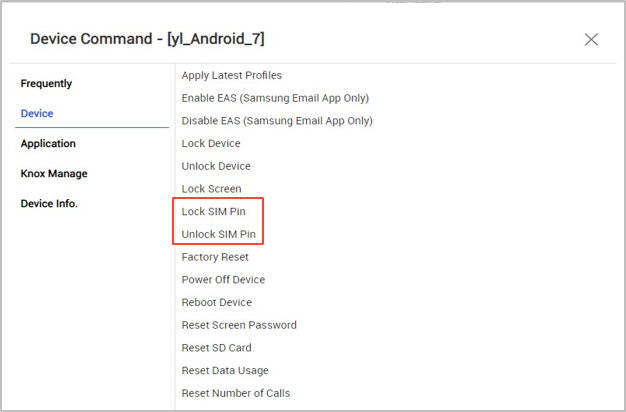 Device Command - [yl_Android_7]
Frequently
Device
Application
Knox Manage
Device Info.
Apply Latest Profiles
Enable EAS (Samsung Email App Only)
Disable EAS (Samsung Email App Only)
Lock Device
Unlock Device
Lock Screen
Lock SIM Pin
Unlock SIM Pin
Factory Reset
Power Off Device
Reboot Device
Reset Screen Password
Reset SD Card
Reset Data Usage
Reset Number of Calls